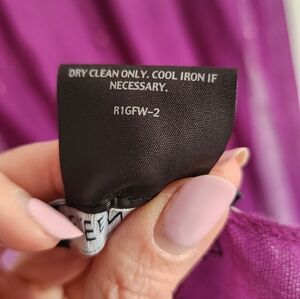 DRY CLEAN ONLY. COOL IRON IF
NECESSARY.
R1GFW-2